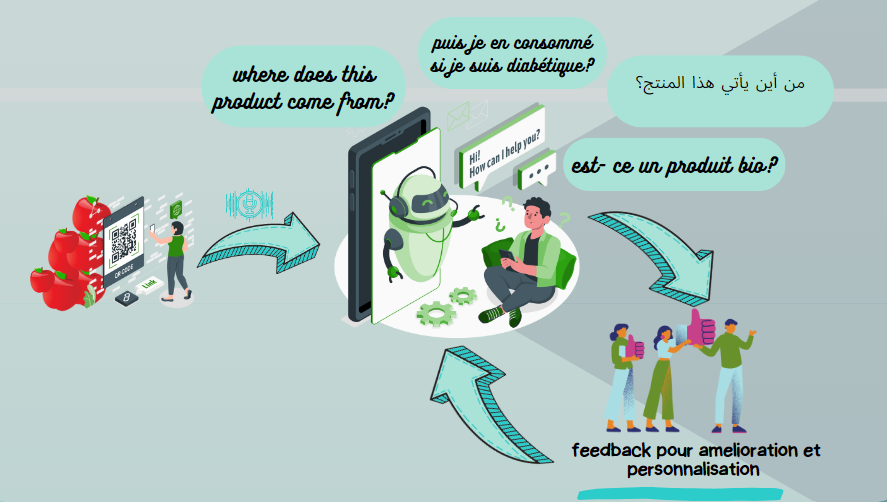 where does this
product come from?
puis je en consommé
si je suis diabétique?
من أين يأتي هذا المنتج؟
est- ce un produit bio?
Hi!
How can I help you?
QR CODE
Link
feedback pour amelioration et
personnalisation